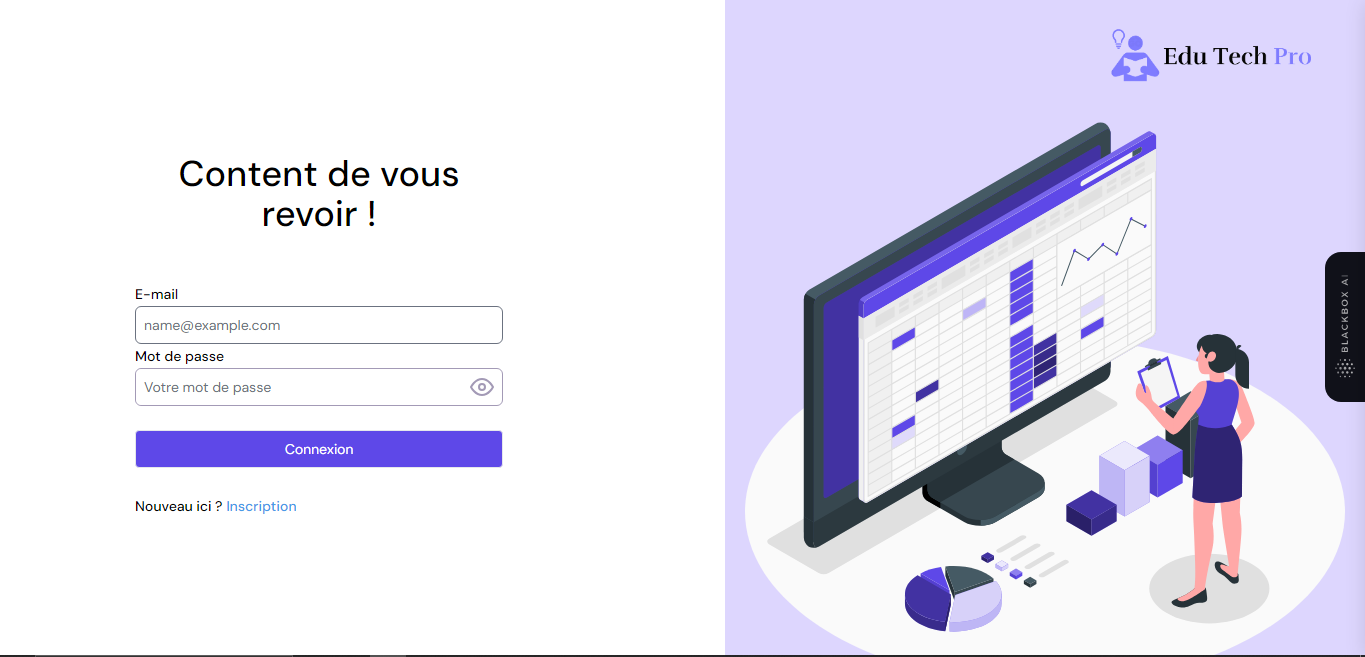 Edu Tech Pro
Content de vous
revoir !
E-mail
name@example.com
Mot de passe
Votre mot de passe
Connexion
Nouveau ici ? Inscription
BLACKBOX AI